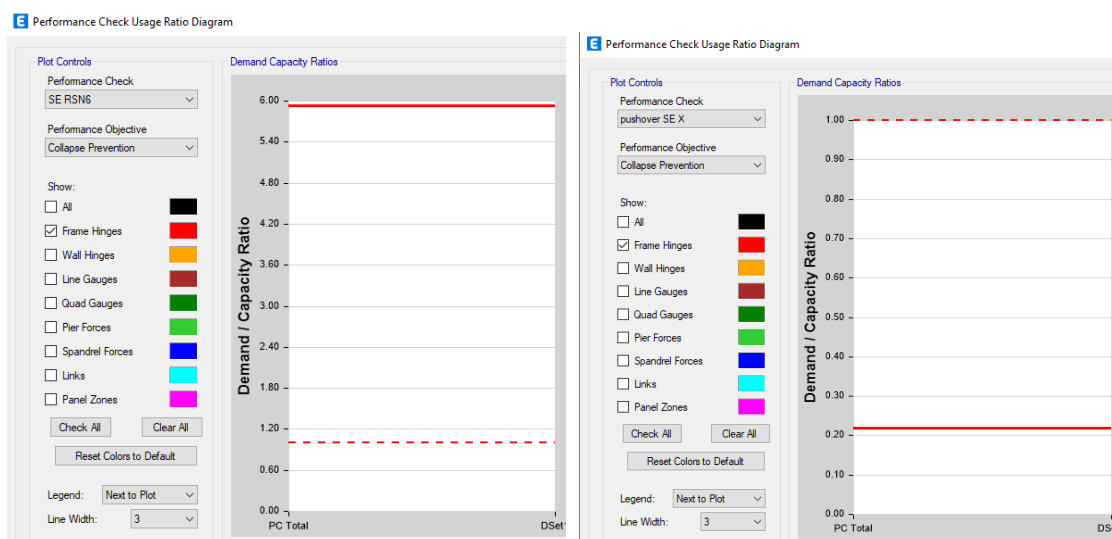 E Performance Check Usage Ratio Diagram
Plot Controls
Performance Check
SE RSN6
Performance Objective
Collapse Prevention
Show:
All
Frame Hinges
Wall Hinges
Line Gauges
Quad Gauges
Pier Forces
Spandrel Forces
Links
Panel Zones
Check All Clear All
Reset Colors to Default
Legend: Next to Plot
Line Width: 3
Demand Capacity Ratios
Demand / Capacity Ratio
6.00
5.40
4.80
4.20
3.60
3.00
2.40
1.80
1.20
0.60
0.00
PC Total DSet1
E Performance Check Usage Ratio Diagram
Plot Controls
Performance Check
pushover SE X
Performance Objective
Collapse Prevention
Show:
All
Frame Hinges
Wall Hinges
Line Gauges
Quad Gauges
Pier Forces
Spandrel Forces
Links
Panel Zones
Check All Clear All
Reset Colors to Default
Legend: Next to Plot
Line Width: 3
Demand Capacity Ratios
Demand / Capacity Ratio
1.00
0.90
0.80
0.70
0.60
0.50
0.40
0.30
0.20
0.10
0.00
PC Total